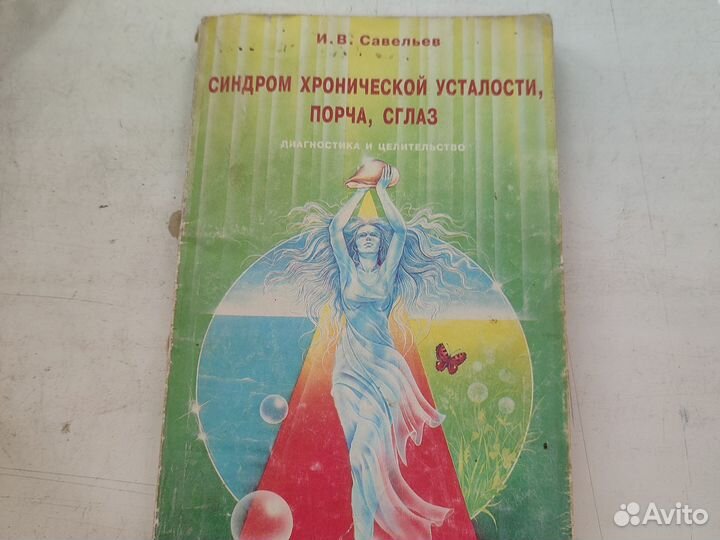 И. В. Савельев
СИНДРОМ ХРОНИЧЕСКОЙ УСТАЛОСТИ,
ПОРЧА, СГЛАЗ
ДИАГНОСТИКА И ЦЕЛИТЕЛЬСТВО
Avito